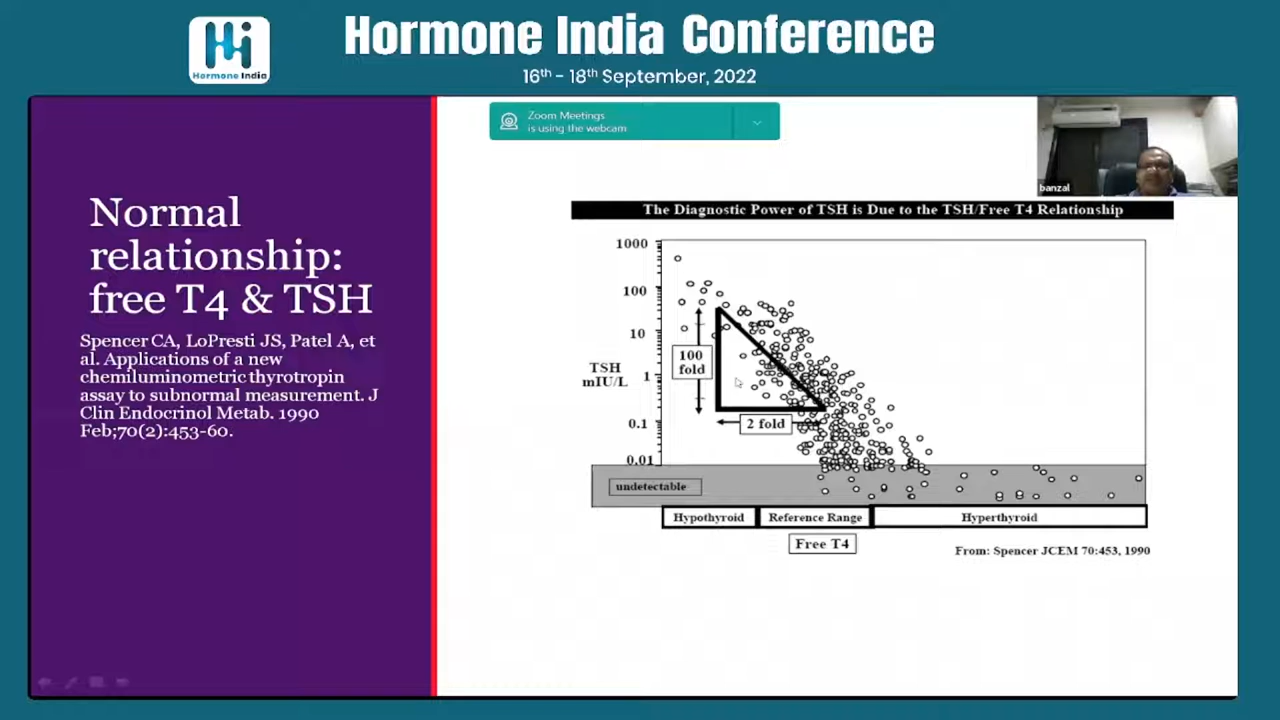 Hormone India Conference
Hormone India
16th - 18th September, 2022
Zoom Meetings
is using the webcam
banzal
Normal
relationship:
free T4 & TSH
Spencer CA, LoPresti JS, Patel A, et
al. Applications of a new
chemiluminometric thyrotropin
assay to subnormal measurement. J
Clin Endocrinol Metab. 1990
Feb;70(2):453-60.
The Diagnostic Power of TSH is Due to the TSH/Free T4 Relationship
1000
100
10
1
0.1
0.01
TSH
mIU/L
100
fold
2 fold
undetectable
Hypothyroid
Reference Range
Hyperthyroid
Free T4
From: Spencer JCEM 70:453, 1990